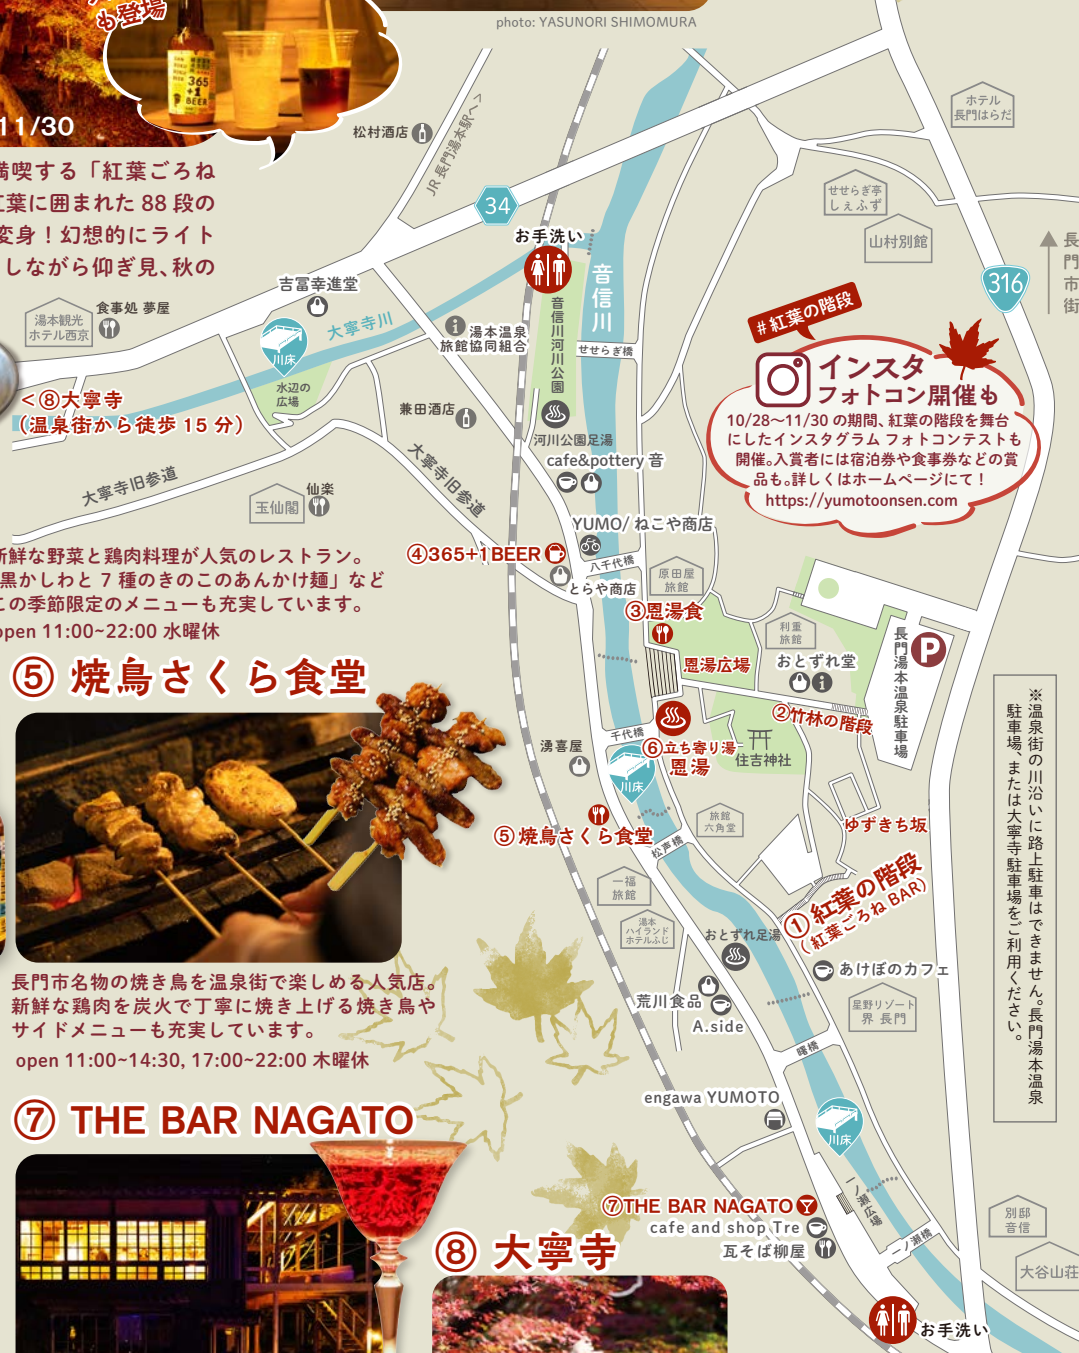 も登場
365
+1
BEER
11/30
photo: YASUNORI SHIMOMURA
満喫する「紅葉ごろね
葉に囲まれた 88 段の
変身！幻想的にライト
しながら仰ぎ見、秋の
松村酒店
JR 長門湯本駅へ＞
34
お手洗い
音信川
音信川河川公園
せせらぎ橋
ホテル
長門はらだ
せせらぎ亭
しぇふず
山村別館
316
長
門
市
街
吉冨幸進堂
湯本観光
ホテル西京
食事処 夢屋
川床
大寧寺川
湯本温泉
旅館協同組合
水辺の
広場
＜⑧大寧寺
（温泉街から徒歩 15 分）
兼田酒店
河川公園足湯
cafe&pottery 音
大寧寺旧参道
大寧寺旧参道
玉仙閣
仙楽
YUMO/ ねこや商店
④365+1BEER
八千代橋
とらや商店
#紅葉の階段
インスタ
フォトコン開催も
10/28〜11/30 の期間、紅葉の階段を舞台
にしたインスタグラム フォトコンテストも
開催。入賞者には宿泊券や食事券などの賞
品も。詳しくはホームページにて！
https://yumotoonsen.com
新鮮な野菜と鶏肉料理が人気のレストラン。
黒かしわと 7 種のきのこのあんかけ麺」など
この季節限定のメニューも充実しています。
open 11:00~22:00 水曜休
原田屋
旅館
③恩湯食
恩湯広場
利重
旅館
おとずれ堂
②竹林の階段
長門湯本温泉駐車場
P
千代橋
⑥立ち寄り湯
恩湯
住吉神社
湧喜屋
川床
⑤焼鳥さくら食堂
松声橋
旅館
六角堂
ゆずきち坂
①紅葉の階段
（紅葉ごろね BAR）
一福
旅館
湯本
ハイランド
ホテルふじ
おとずれ足湯
あけぼのカフェ
荒川食品
A.side
星野リゾート
界 長門
曙橋
engawa YUMOTO
川床
一ノ瀬広場
⑦THE BAR NAGATO
cafe and shop Tre
瓦そば柳屋
一ノ瀬橋
別邸
音信
大谷山荘
お手洗い
※温泉街の川沿いに路上駐車はできません。長門湯本温泉
駐車場、または大寧寺駐車場をご利用ください。
⑤ 焼鳥さくら食堂
長門市名物の焼き鳥を温泉街で楽しめる人気店。
新鮮な鶏肉を炭火で丁寧に焼き上げる焼き鳥や
サイドメニューも充実しています。
open 11:00~14:30, 17:00~22:00 木曜休
⑦ THE BAR NAGATO
⑧ 大寧寺